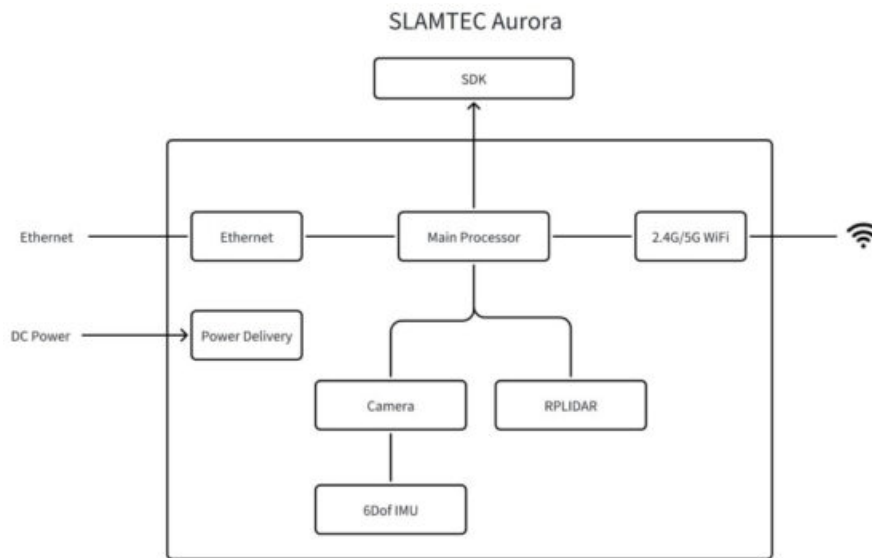 SLAMTEC Aurora
SDK
Ethernet
Ethernet
Main Processor
2.4G/5G WiFi
DC Power
Power Delivery
Camera
RPLIDAR
6Dof IMU